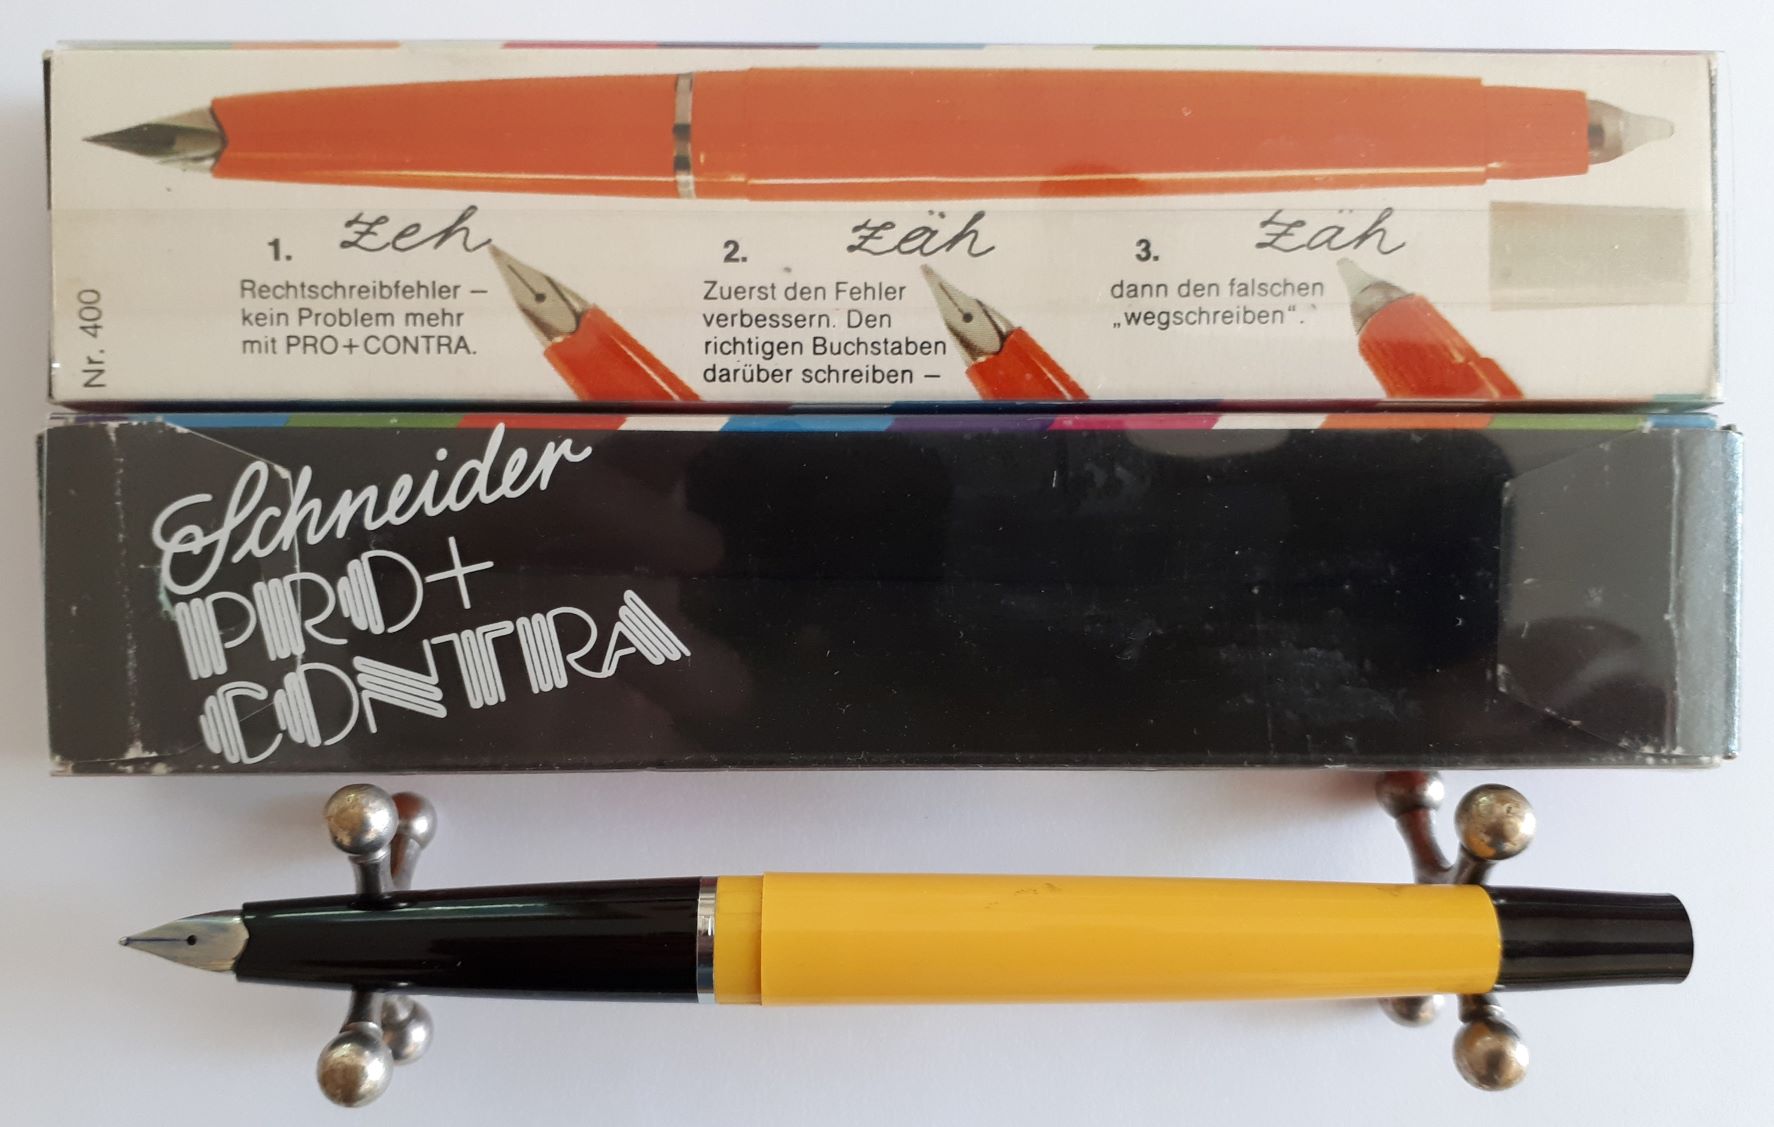 Nr. 400
1. zeh
Rechtschreibfehler –
kein Problem mehr
mit PRO+CONTRA.
2. zäh
Zuerst den Fehler
verbessern. Den
richtigen Buchstaben
darüber schreiben –
3. zäh
dann den falschen
„wegschreiben“.
Schneider
PRO+
CONTRA